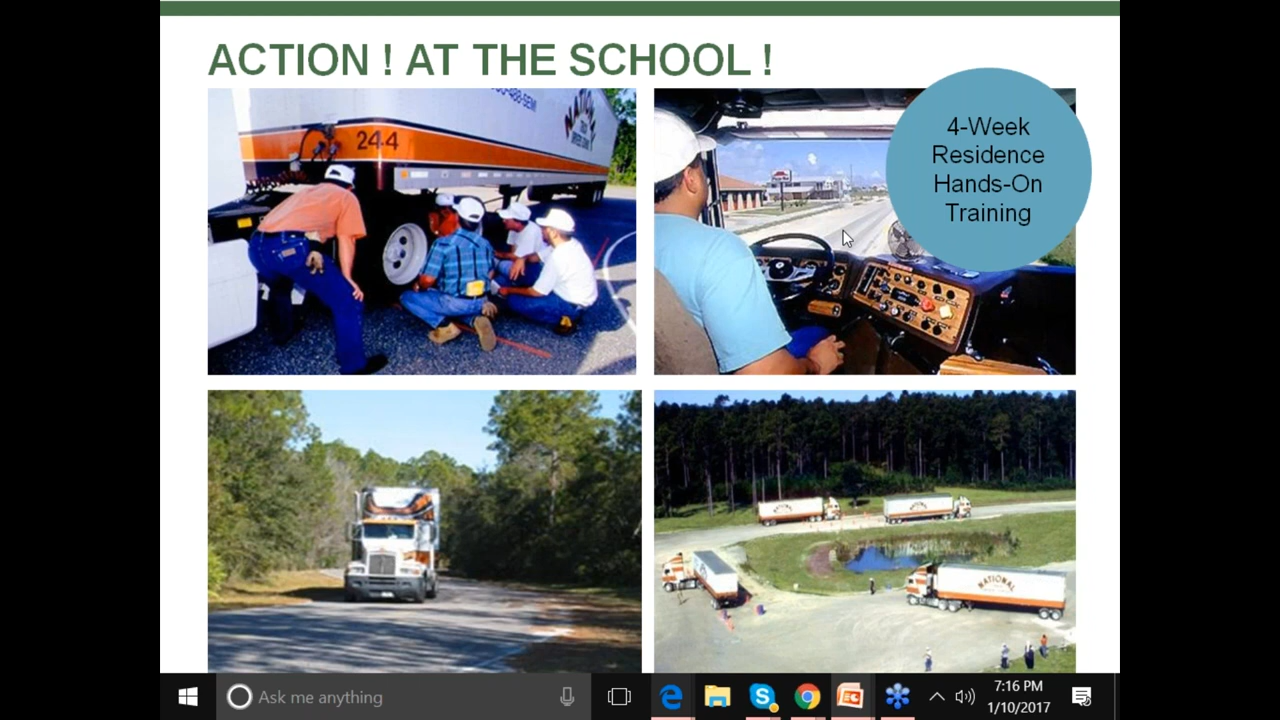 ACTION ! AT THE SCHOOL !
4-Week
Residence
Hands-On
Training
244
NATIONAL
Ask me anything
7:16 PM
1/10/2017